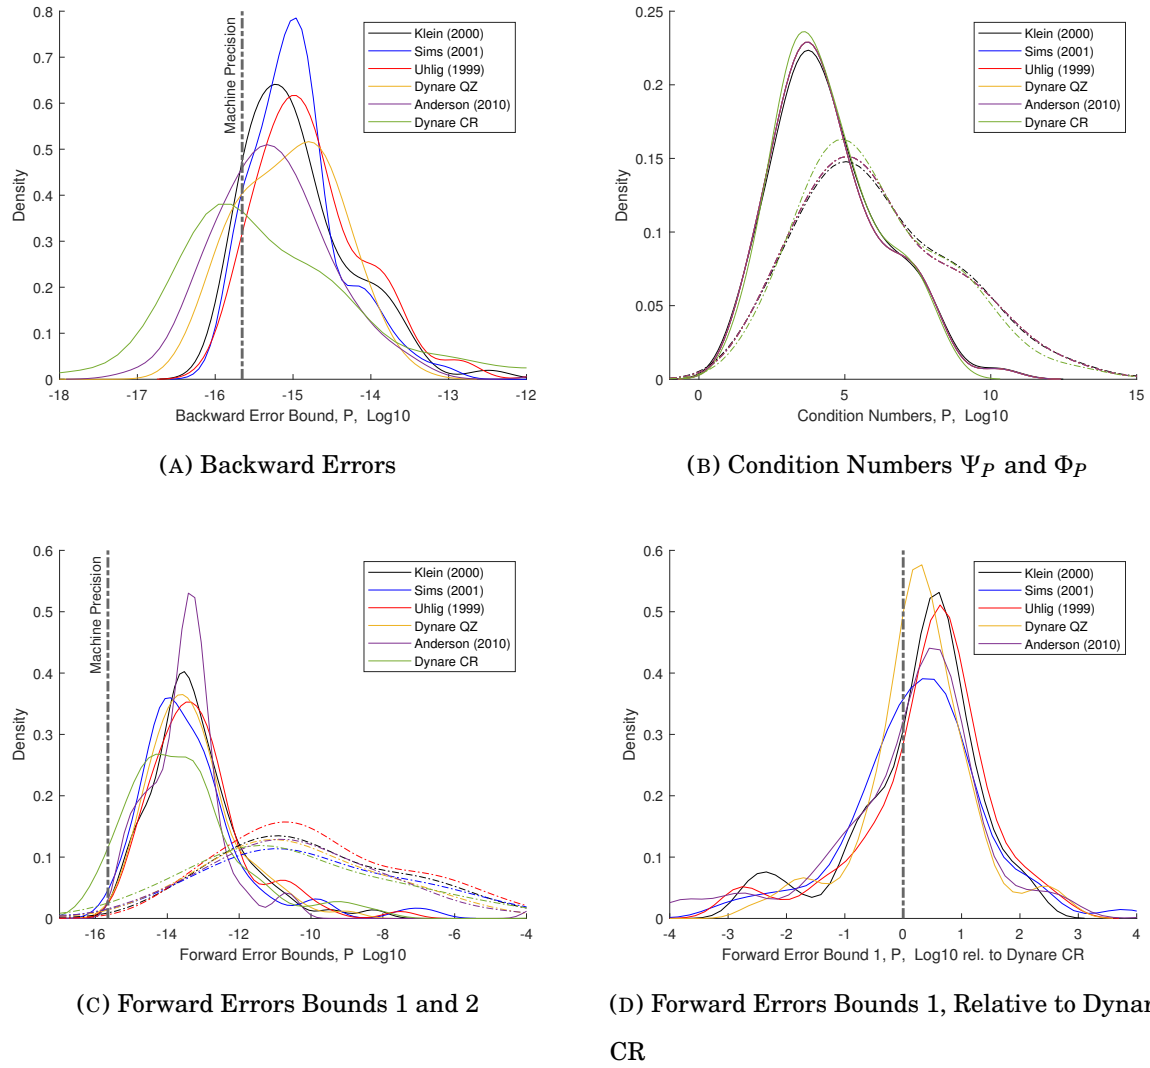 0.8
0.7
0.6
0.5
0.4
0.3
0.2
0.1
0
Density
Machine Precision
Klein (2000)
Sims (2001)
Uhlig (1999)
Dynare QZ
Anderson (2010)
Dynare CR
-18 -17 -16 -15 -14 -13 -12
Backward Error Bound, P, Log10
(A) Backward Errors
0.25
0.2
0.15
0.1
0.05
0
Density
Klein (2000)
Sims (2001)
Uhlig (1999)
Dynare QZ
Anderson (2010)
Dynare CR
0 5 10 15
Condition Numbers, P, Log10
(B) Condition Numbers Ψ_P and Φ_P
0.6
0.5
0.4
0.3
0.2
0.1
0
Density
Machine Precision
Klein (2000)
Sims (2001)
Uhlig (1999)
Dynare QZ
Anderson (2010)
Dynare CR
-16 -14 -12 -10 -8 -6 -4
Forward Error Bounds, P Log10
(C) Forward Errors Bounds 1 and 2
0.6
0.5
0.4
0.3
0.2
0.1
0
Density
Klein (2000)
Sims (2001)
Uhlig (1999)
Dynare QZ
Anderson (2010)
-4 -3 -2 -1 0 1 2 3 4
Forward Error Bound 1, P, Log10 rel. to Dynare CR
(D) Forward Errors Bounds 1, Relative to Dynar
CR